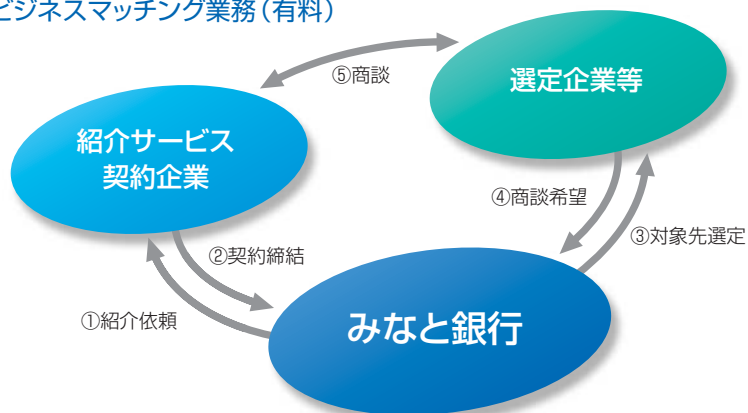 ビジネスマッチング業務（有料）
⑤商談
選定企業等
紹介サービス
契約企業
④商談希望
③対象先選定
②契約締結
①紹介依頼
みなと銀行